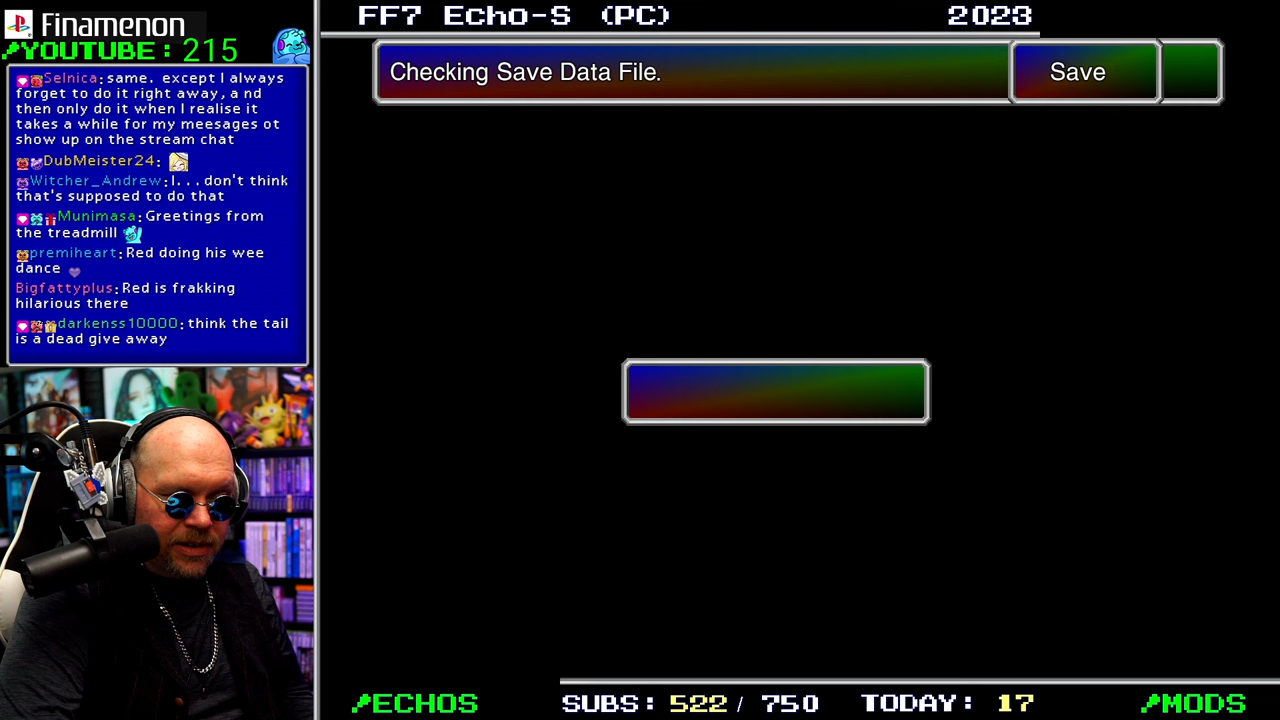 Finamenon
/YOUTUBE: 215
FF7 Echo-S (PC)
2023
Checking Save Data File.
Save
Selnica: same. except I always
forget to do it right away, a nd
then only do it when I realise it
takes a while for my meesages ot
show up on the stream chat
DubMeister24:
Witcher_Andrew:I...don't think
that's supposed to do that
Munimasa:Greetings from
the treadmill
premiheart:Red doing his wee
dance
Bigfattyplus:Red is frakking
hilarious there
darkenss10000:think the tail
is a dead give away
/ECHOS
SUBS: 522/ 750
TODAY: 17
/MODS